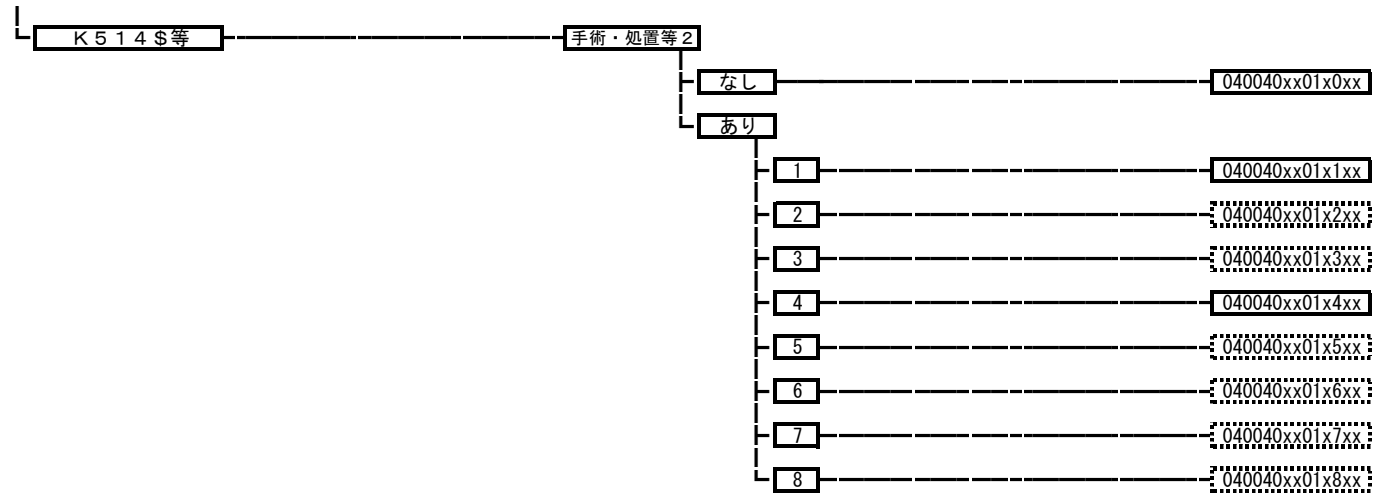 K514$等 手術・処置等2
なし 040040xx01x0xx
あり
1 040040xx01x1xx
2 040040xx01x2xx
3 040040xx01x3xx
4 040040xx01x4xx
5 040040xx01x5xx
6 040040xx01x6xx
7 040040xx01x7xx
8 040040xx01x8xx